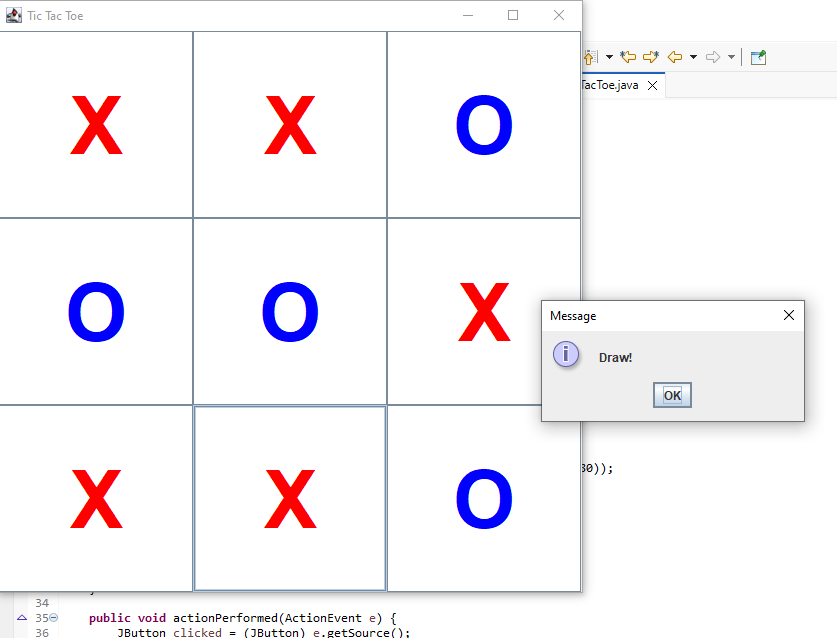 Tic Tac Toe
TacToe.java
X X O
O O X
X X O
Message
i
Draw!
OK
80));
34
35 public void actionPerformed(ActionEvent e) {
36 JButton clicked = (JButton) e.getSource();